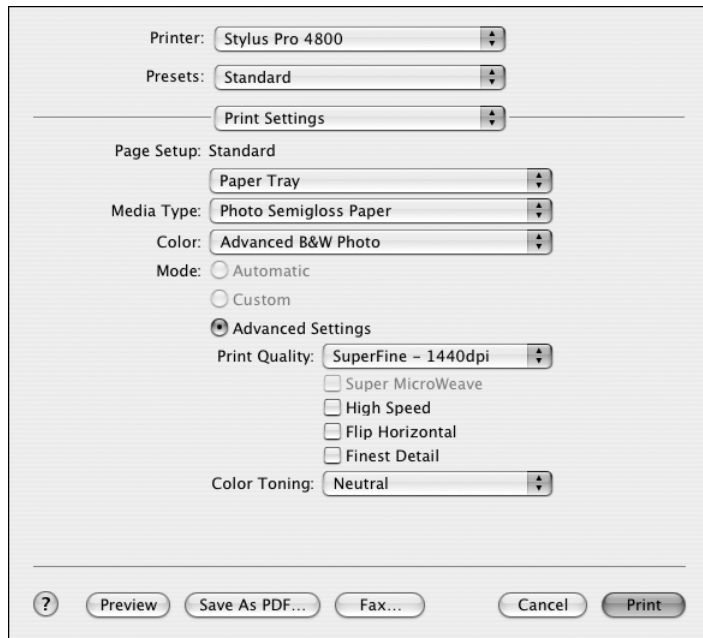 Printer: Stylus Pro 4800
Presets: Standard
Print Settings
Page Setup: Standard
Paper Tray
Media Type: Photo Semigloss Paper
Color: Advanced B&W Photo
Mode: Automatic
Custom
Advanced Settings
Print Quality: SuperFine – 1440dpi
Super MicroWeave
High Speed
Flip Horizontal
Finest Detail
Color Toning: Neutral
? Preview Save As PDF... Fax... Cancel Print